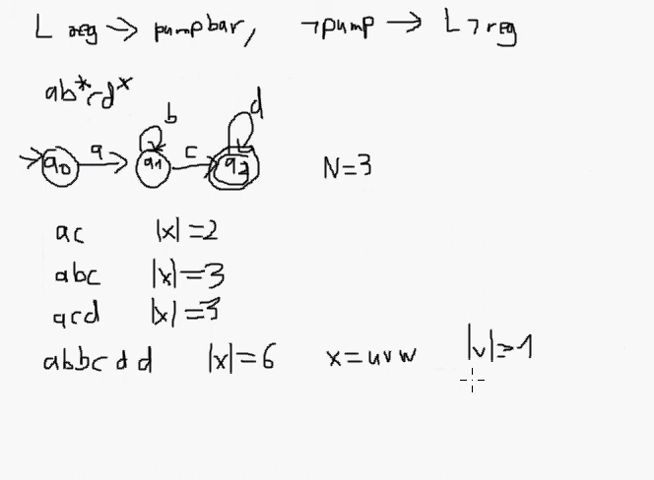 L reg → pumpbar, ¬pump → L ¬reg
ab*cd*
b d
q0 a q1 c q2 N=3
ac |x|=2
abc |x|=3
acd |x|=3
abbcdd |x|=6 x=uvw |v|≥1